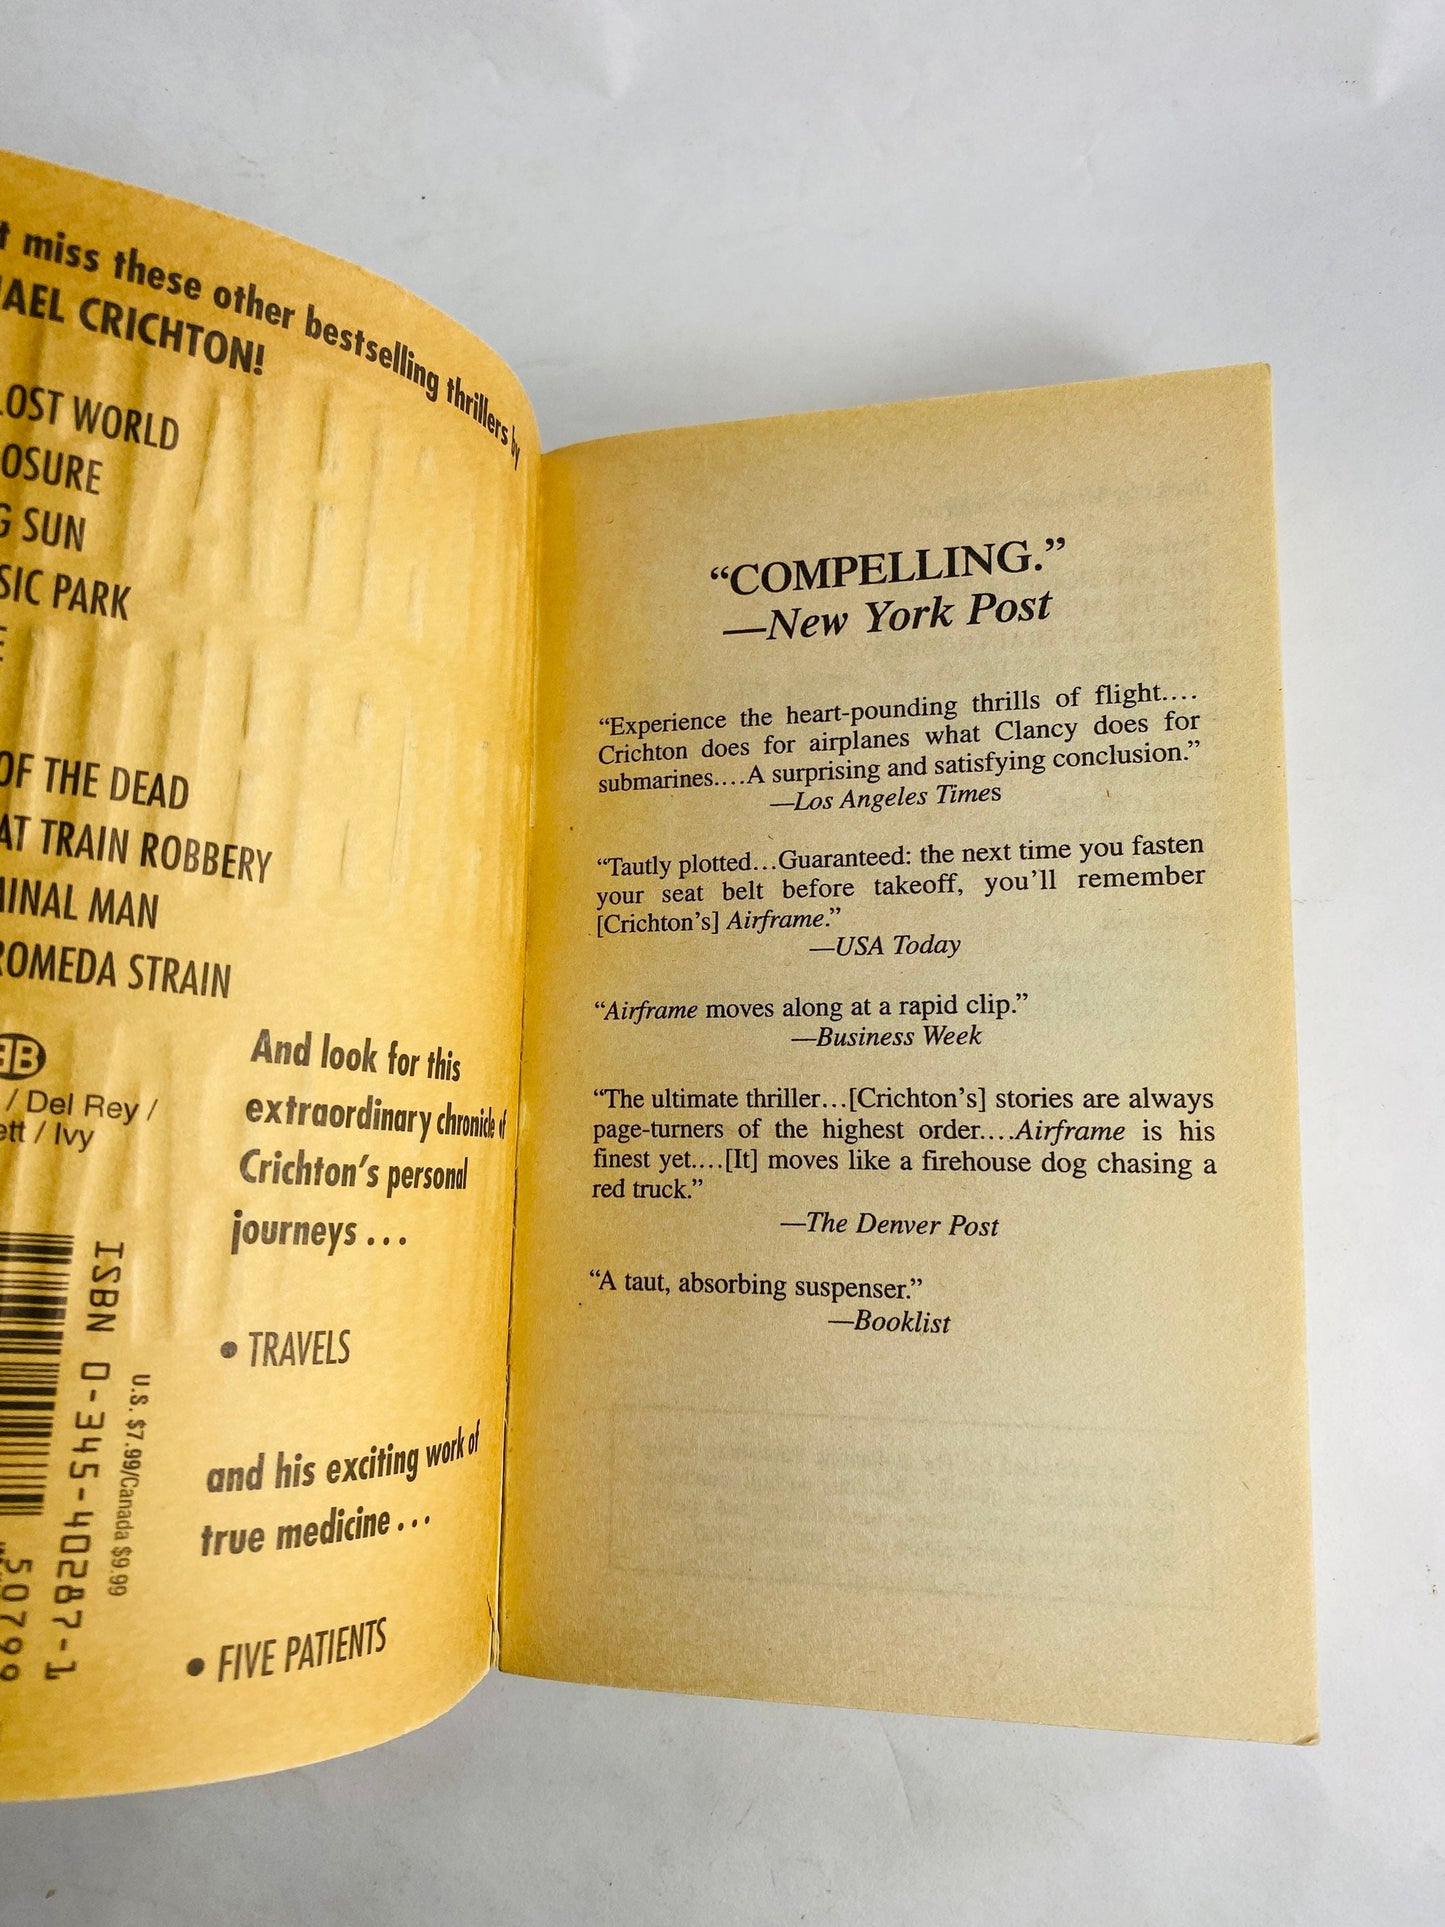 miss these other bestselling thrillers by
CRICHTON!
LOST WORLD
SUN
PARK
OF THE DEAD
TRAIN ROBBERY
MAN
STRAIN
/ Del Rey /
/ Ivy
And look for this
extraordinary chronicle of
Crichton's personal
journeys...
• TRAVELS
and his exciting work of
true medicine...
• FIVE PATIENTS
ISBN 0-345-40287-1
U.S. $7.99/Canada $9.99
50799
“COMPELLING.”
—New York Post
“Experience the heart-pounding thrills of flight....
Crichton does for airplanes what Clancy does for
submarines....A surprising and satisfying conclusion.”
—Los Angeles Times
“Tautly plotted...Guaranteed: the next time you fasten
your seat belt before takeoff, you’ll remember
[Crichton’s] Airframe.”
—USA Today
“Airframe moves along at a rapid clip.”
—Business Week
“The ultimate thriller...[Crichton’s] stories are always
page-turners of the highest order....Airframe is his
finest yet....[It] moves like a firehouse dog chasing a
red truck.”
—The Denver Post
“A taut, absorbing suspenser.”
—Booklist